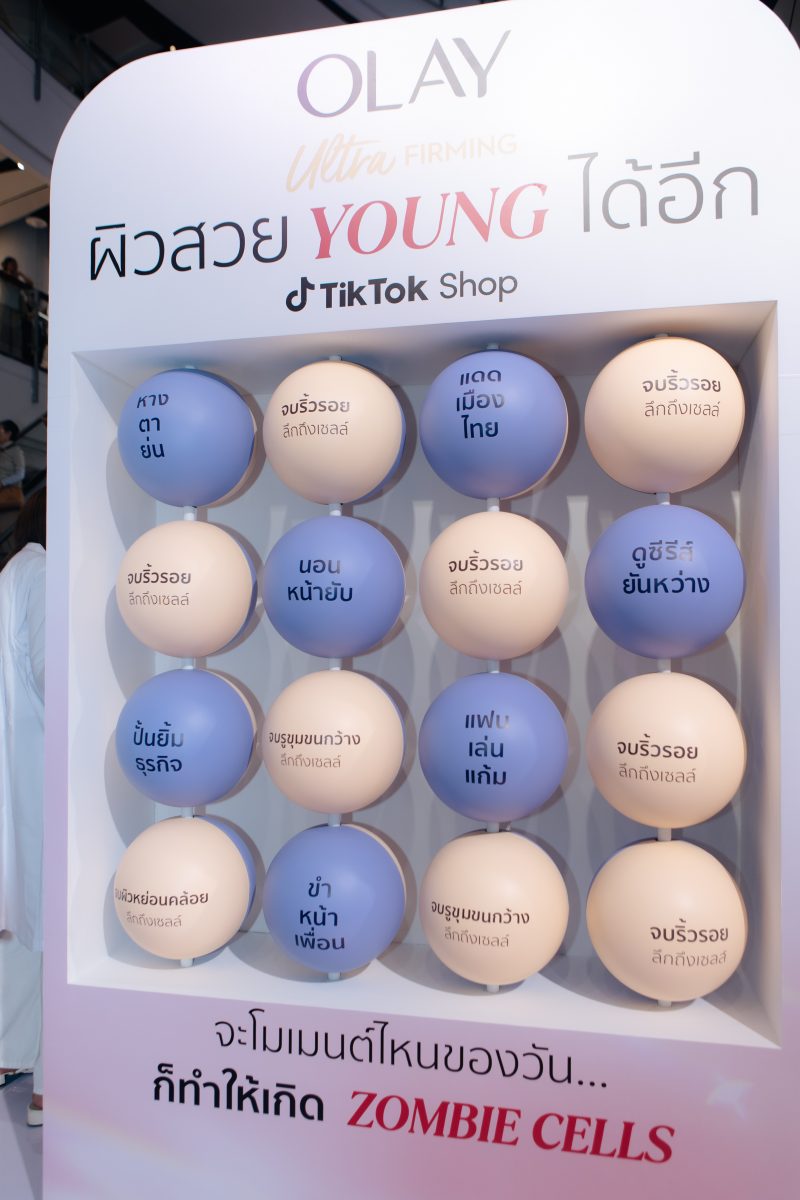 OLAY
Ultra FIRMING
ผิวสวย YOUNG ได้อีก
TikTok Shop
หาง
ตา
ย่น
จบริ้วรอย
ลึกถึงเซลล์
แดด
เมือง
ไทย
จบริ้วรอย
ลึกถึงเซลล์
จบริ้วรอย
ลึกถึงเซลล์
นอน
หน้ายับ
จบริ้วรอย
ลึกถึงเซลล์
ดูซีรีส์
ยันหว่าง
ปั้นยิ้ม
ธุรกิจ
จบรูขุมขนกว้าง
ลึกถึงเซลล์
แฟน
เล่น
แก้ม
จบริ้วรอย
ลึกถึงเซลล์
จบผิวหย่อนคล้อย
ลึกถึงเซลล์
ขำ
หน้า
เพื่อน
จบรูขุมขนกว้าง
ลึกถึงเซลล์
จบริ้วรอย
ลึกถึงเซลล์
จะโมเมนต์ไหนของวัน...
ก็ทำให้เกิด ZOMBIE CELLS